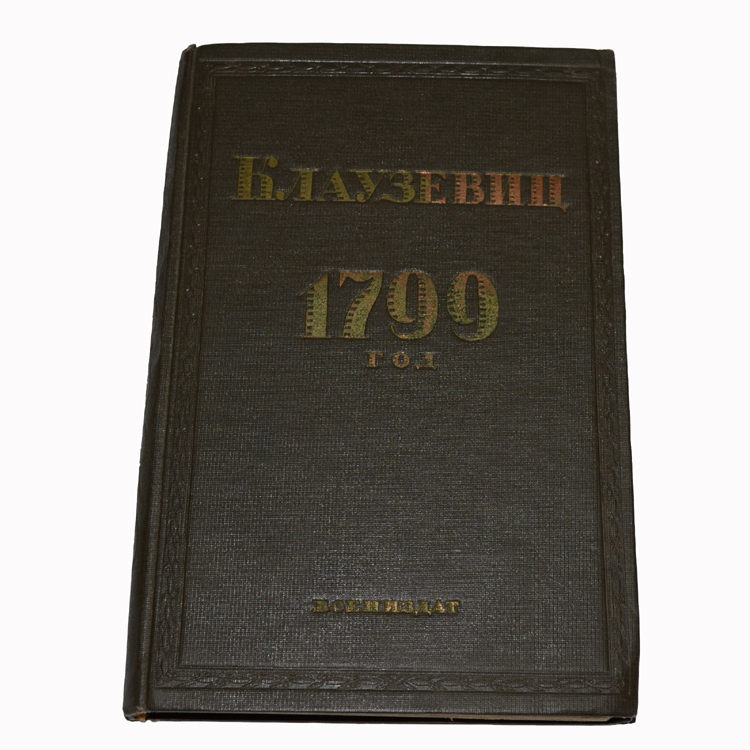 Клаузевиц
1799
год
Воениздат